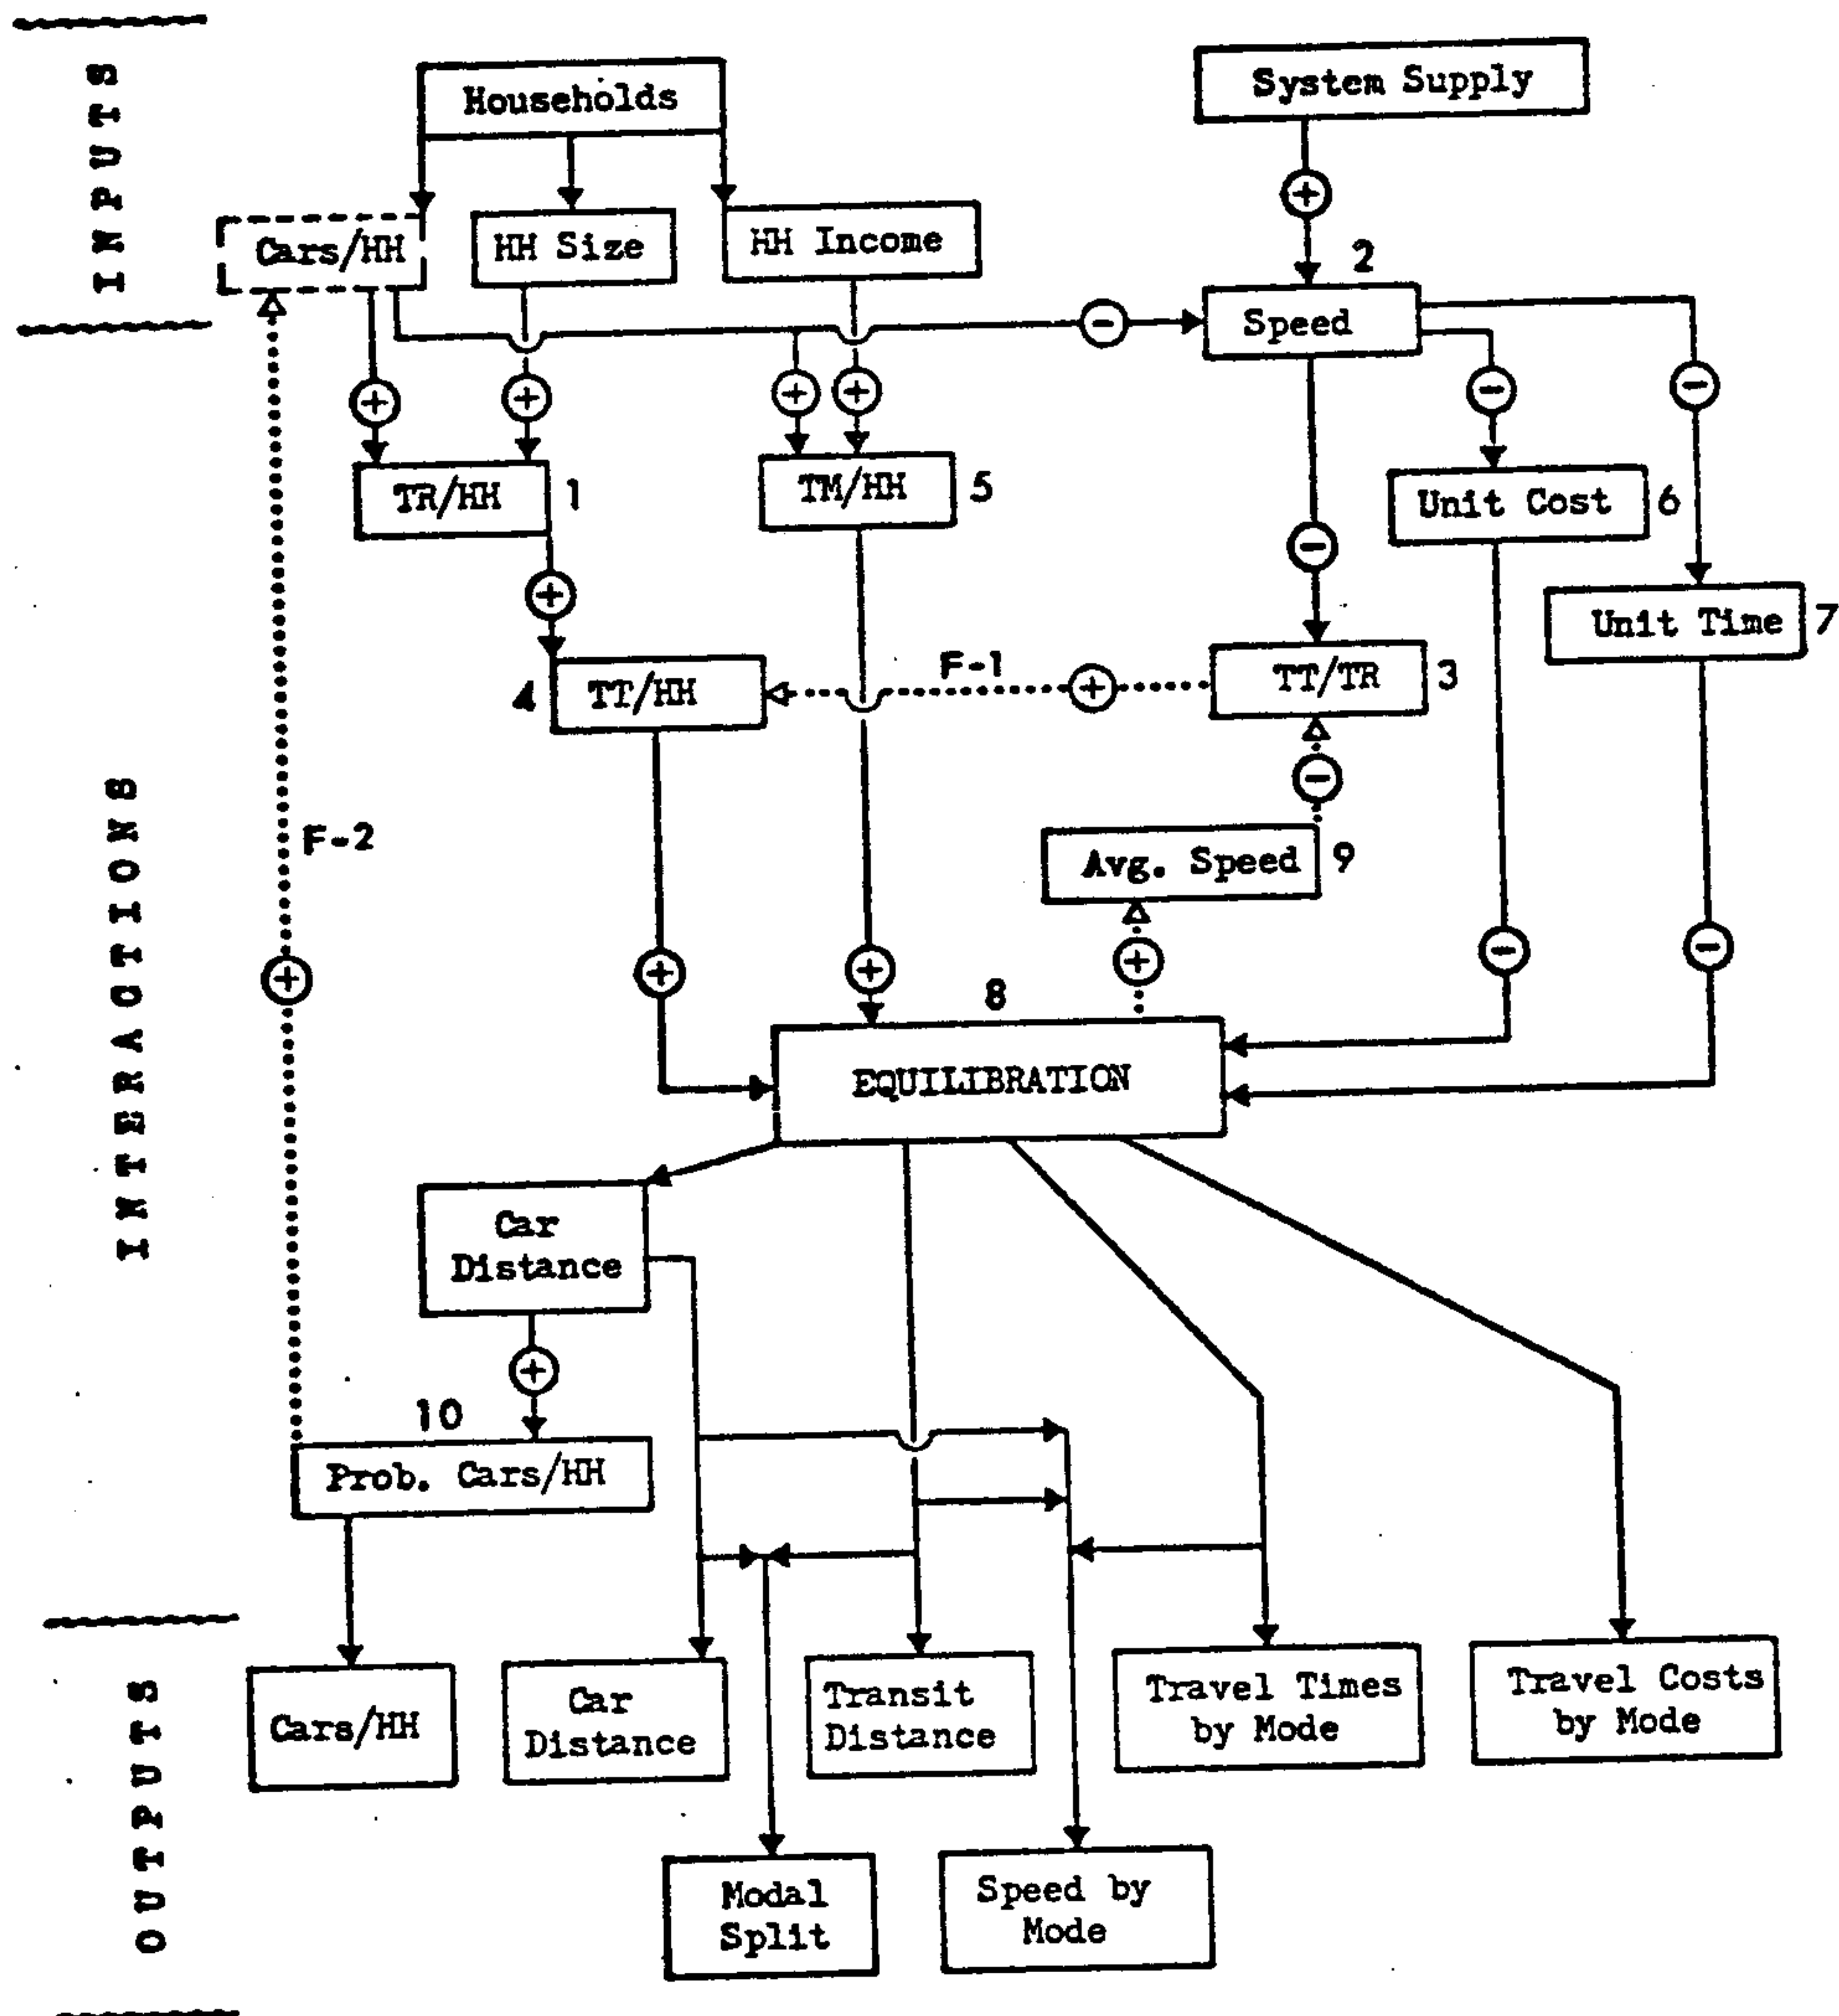 INPUTS
Households
System Supply
+
Cars/HH
HH Size
HH Income
2
Speed
-
+
+
+
+
-
-
TR/HH
1
TM/HH
5
Unit Cost
6
-
+
Unit Time
7
F-1
4
TT/HH
+
TT/TR
3
-
INTERACTIONS
F-2
Avg. Speed
9
+
+
+
+
-
-
8
EQUILIBRATION
Car
Distance
+
10
Prob. Cars/HH
OUTPUTS
Cars/HH
Car
Distance
Transit
Distance
Travel Times
by Mode
Travel Costs
by Mode
Modal
Split
Speed by
Mode